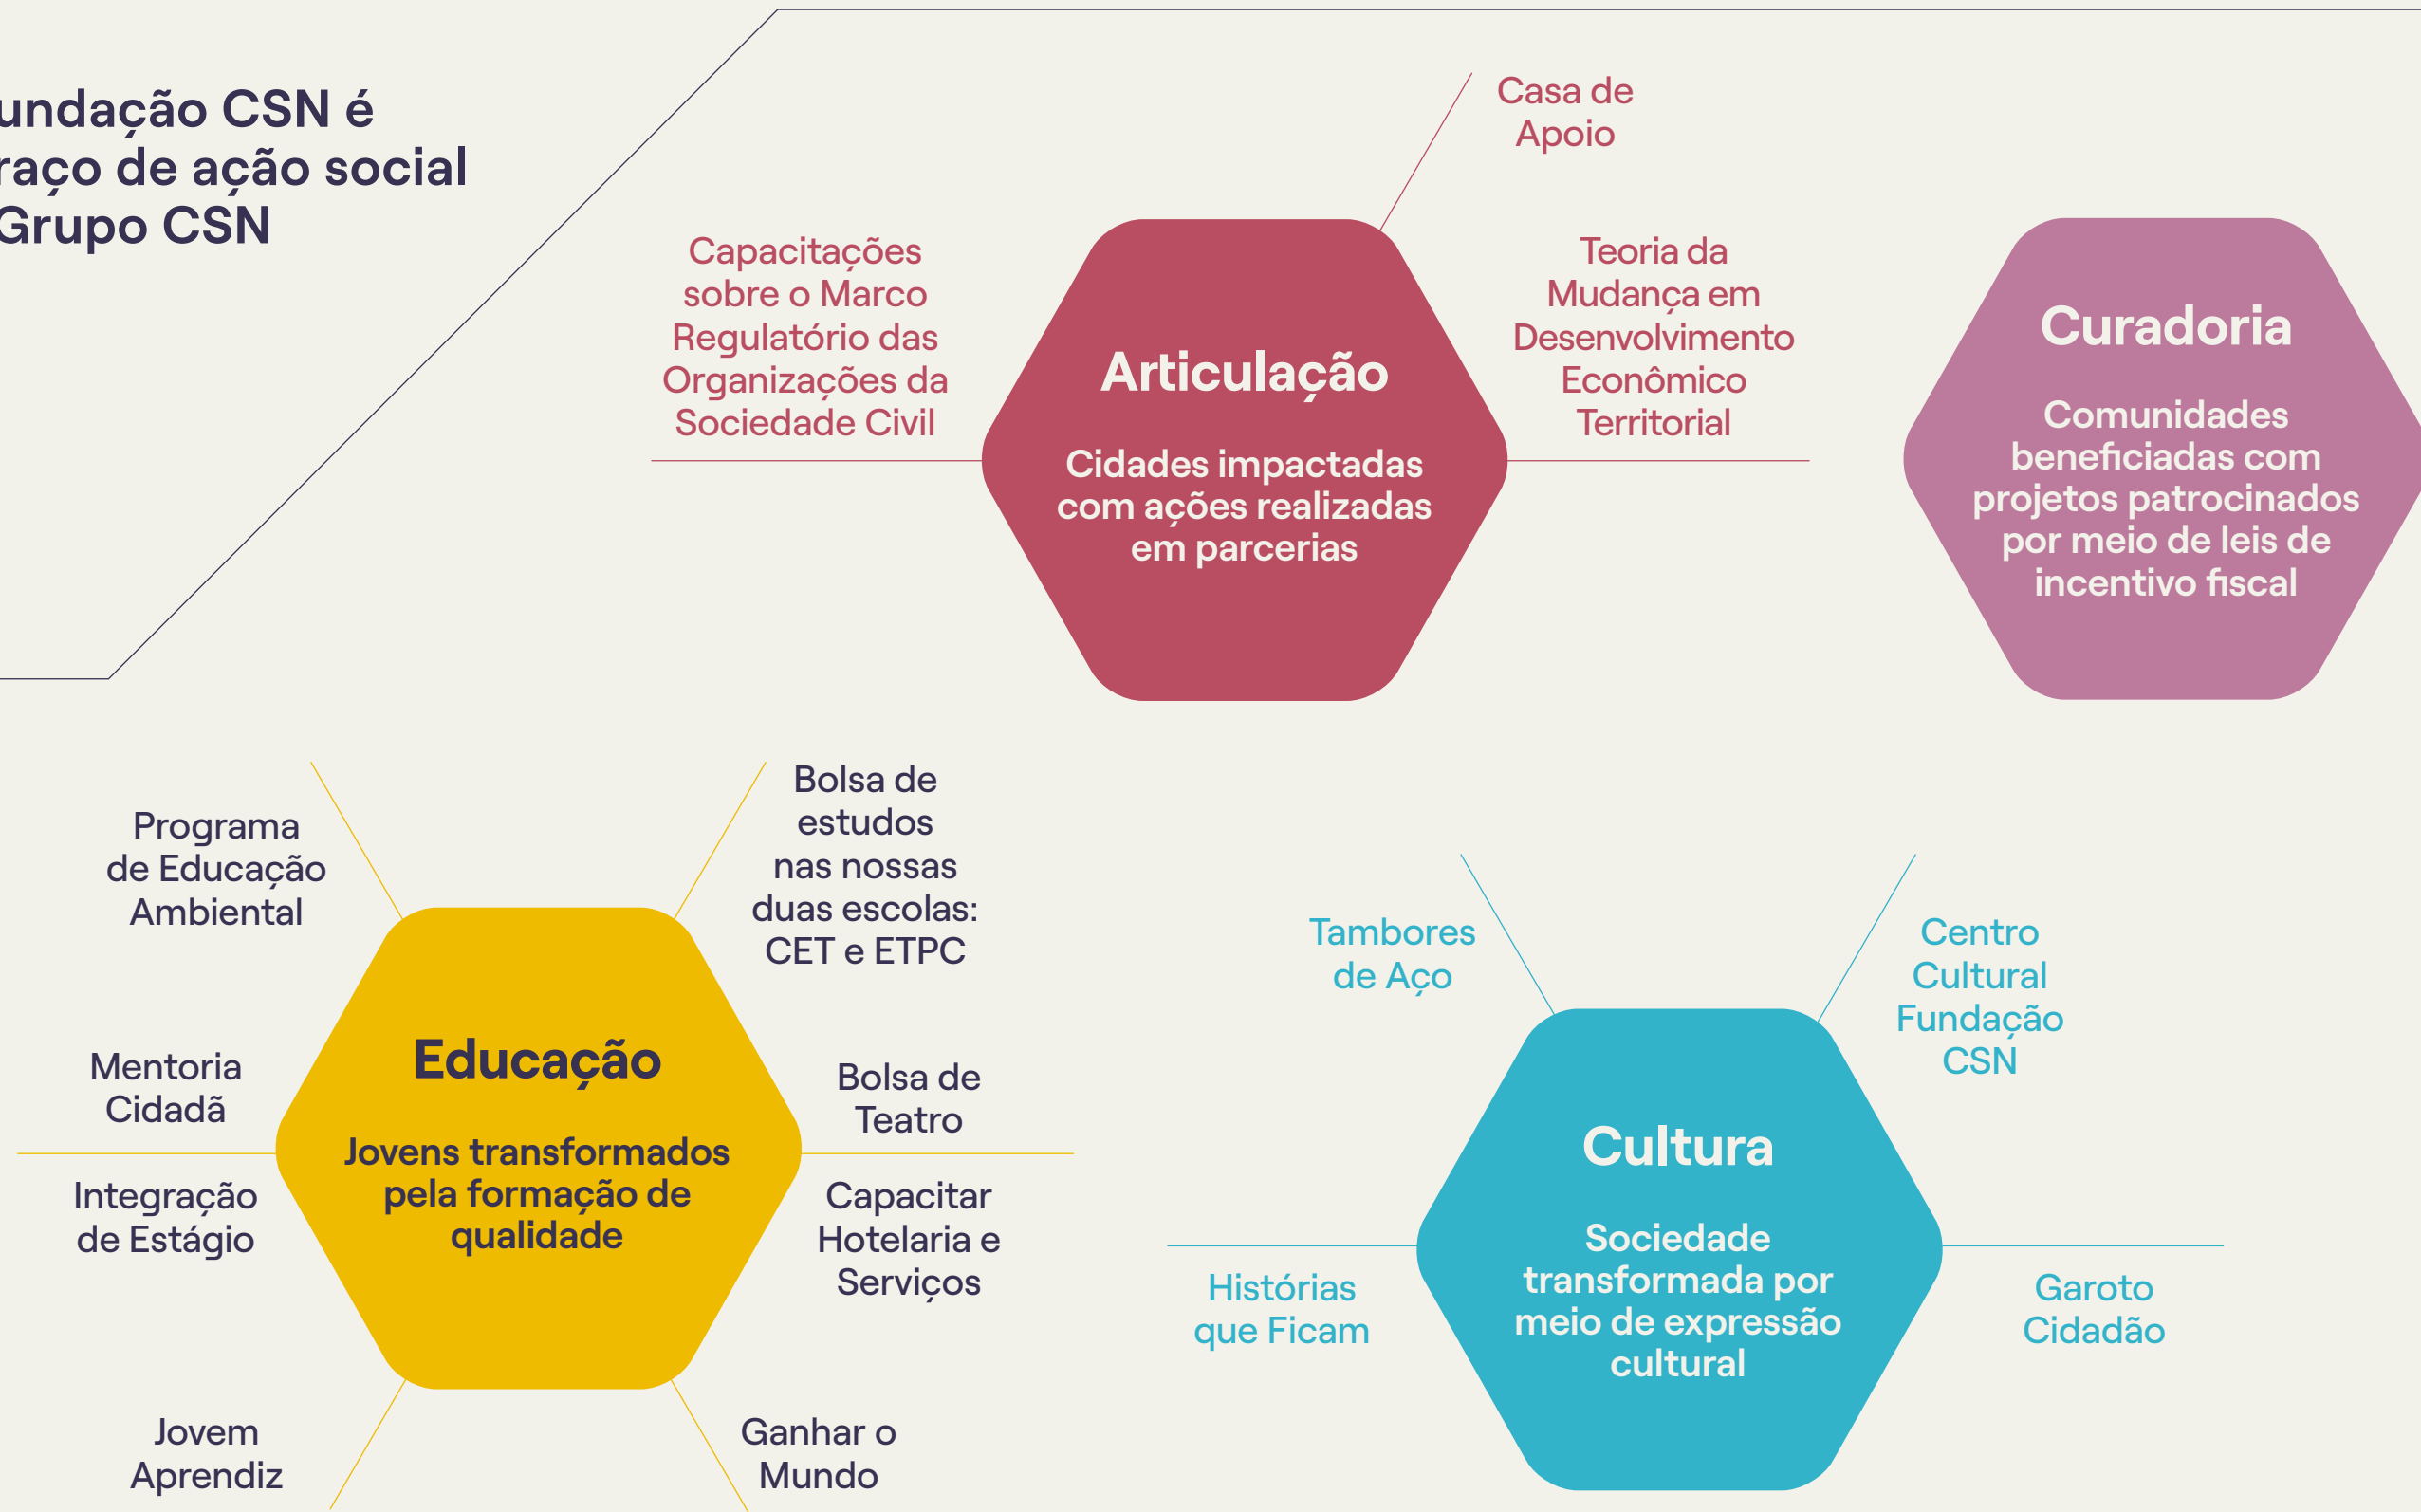 undação CSN é
raço de ação social
Grupo CSN
Casa de
Apoio
Capacitações
sobre o Marco
Regulatório das
Organizações da
Sociedade Civil
Articulação
Cidades impactadas
com ações realizadas
em parcerias
Teoria da
Mudança em
Desenvolvimento
Econômico
Territorial
Curadoria
Comunidades
beneficiadas com
projetos patrocinados
por meio de leis de
incentivo fiscal
Programa
de Educação
Ambiental
Bolsa de
estudos
nas nossas
duas escolas:
CET e ETPC
Mentoria
Cidadã
Integração
de Estágio
Educação
Jovens transformados
pela formação de
qualidade
Bolsa de
Teatro
Capacitar
Hotelaria e
Serviços
Jovem
Aprendiz
Ganhar o
Mundo
Tambores
de Aço
Centro
Cultural
Fundação
CSN
Cultura
Sociedade
transformada por
meio de expressão
cultural
Histórias
que Ficam
Garoto
Cidadão